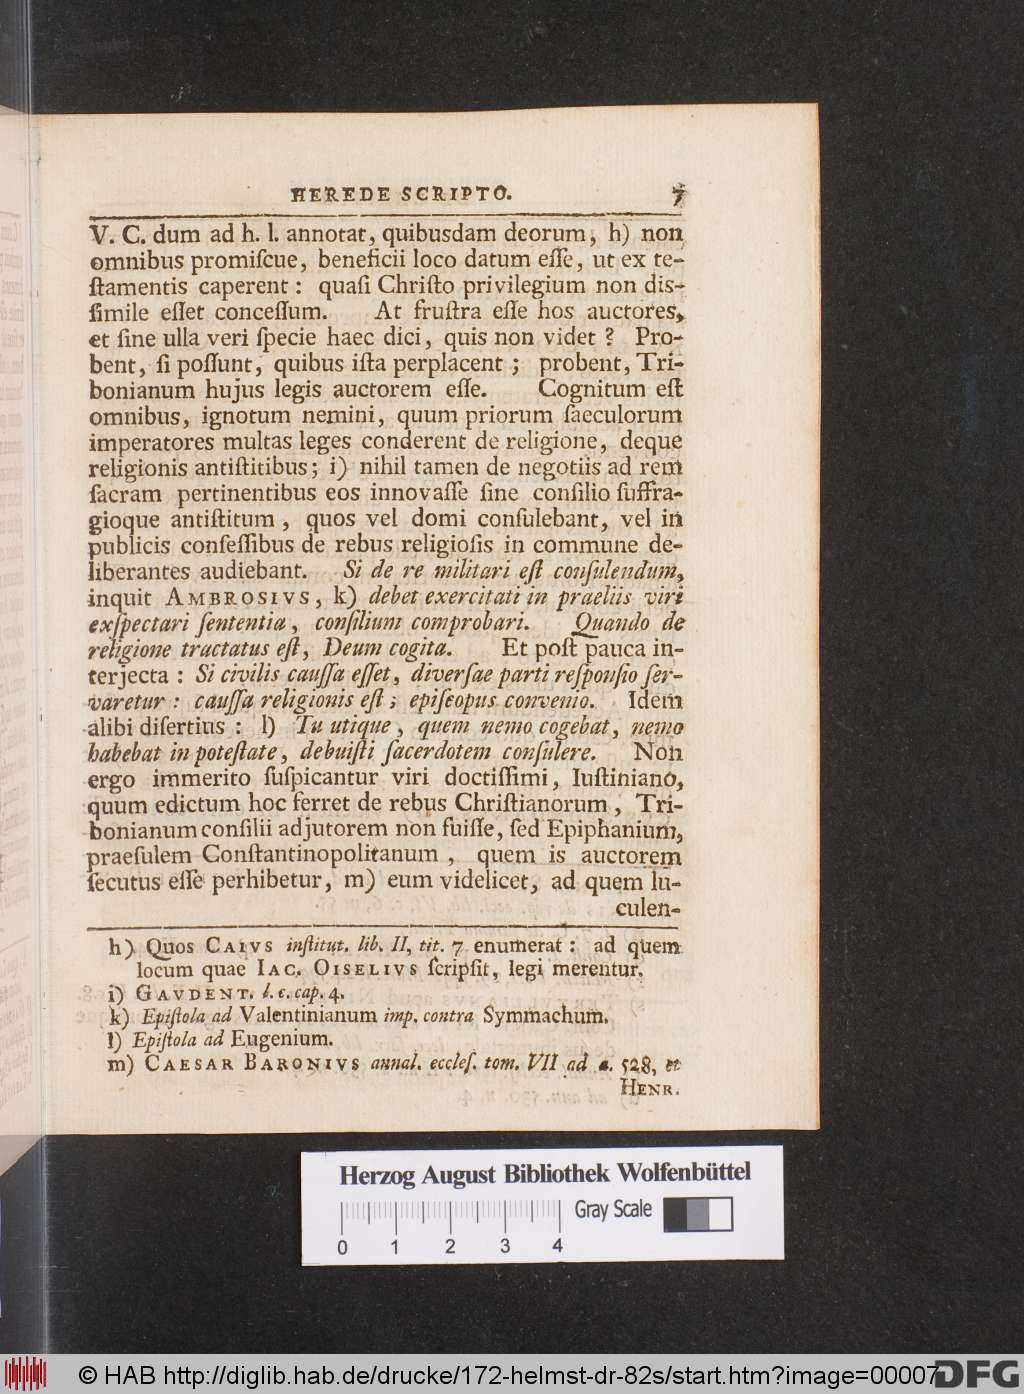 HEREDE SCRIPTO. 7
V. C. dum ad h. l. annotat, quibusdam deorum, h) non
omnibus promiſcue, beneficii loco datum eſſe, ut ex te-
ſtamentis caperent : quaſi Chriſto privilegium non dis-
ſimile eſſet conceſſum. At fruſtra eſſe hos auctores,
et ſine ulla veri ſpecie haec dici, quis non videt ? Pro-
bent, ſi poſſunt, quibus iſta perplacent ; probent, Tri-
bonianum hujus legis auctorem eſſe. Cognitum eſt
omnibus, ignotum nemini, quum priorum ſaeculorum
imperatores multas leges conderent de religione, deque
religionis antiſtitibus; i) nihil tamen de negotiis ad rem
ſacram pertinentibus eos innovaſſe ſine conſilio ſuffra-
gioque antiſtitum , quos vel domi conſulebant, vel in
publicis conſeſſibus de rebus religioſis in commune de-
liberantes audiebant. Si de re militari eſt conſulendum,
inquit AMBROSIVS, k) debet exercitati in praeliis viri
exſpectari ſententia, conſilium comprobari. Quando de
religione tractatus eſt, Deum cogita. Et poſt pauca in-
terjecta : Si civilis cauſſa eſſet, diverſae parti reſponſio ſer-
varetur : cauſſa religionis eſt ; epiſcopus convenio. Idem
alibi diſertius : l) Tu utique, quem nemo cogebat, nemo
habebat in poteſtate, debuiſti ſacerdotem conſulere. Non
ergo immerito ſuſpicantur viri doctiſſimi, Iuſtiniano,
quum edictum hoc ferret de rebus Chriſtianorum, Tri-
bonianum conſilii adjutorem non fuiſſe, ſed Epiphanium,
praeſulem Conſtantinopolitanum , quem is auctorem
ſecutus eſſe perhibetur, m) eum videlicet, ad quem lu-
culen-
h) Quos CAIVS inſtitut. lib. II, tit. 7 enumerat : ad quem
locum quae IAC. OISELIVS ſcripſit, legi merentur.
i) GAVDENT. l. c. cap. 4.
k) Epiſtola ad Valentinianum imp. contra Symmachum.
l) Epiſtola ad Eugenium.
m) CAESAR BARONIVS annal. eccleſ. tom. VII ad a. 528, et
HENR.
Herzog August Bibliothek Wolfenbüttel
Gray Scale
0 1 2 3 4
© HAB http://diglib.hab.de/drucke/172-helmst-dr-82s/start.htm?image=00007
DFG